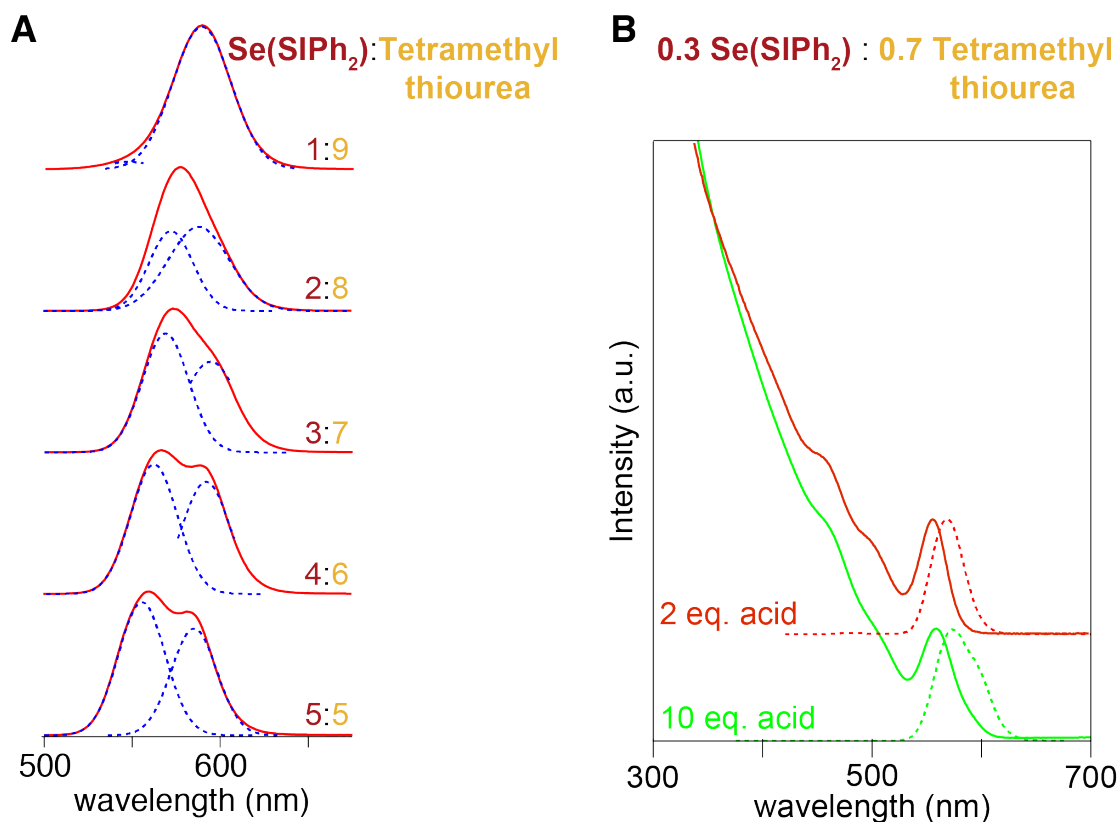 A
Se(SIPh2):Tetramethyl
thiourea
1:9
2:8
3:7
4:6
5:5
500
600
wavelength (nm)
B
0.3 Se(SIPh2) : 0.7 Tetramethyl
thiourea
Intensity (a.u.)
2 eq. acid
10 eq. acid
300
500
700
wavelength (nm)